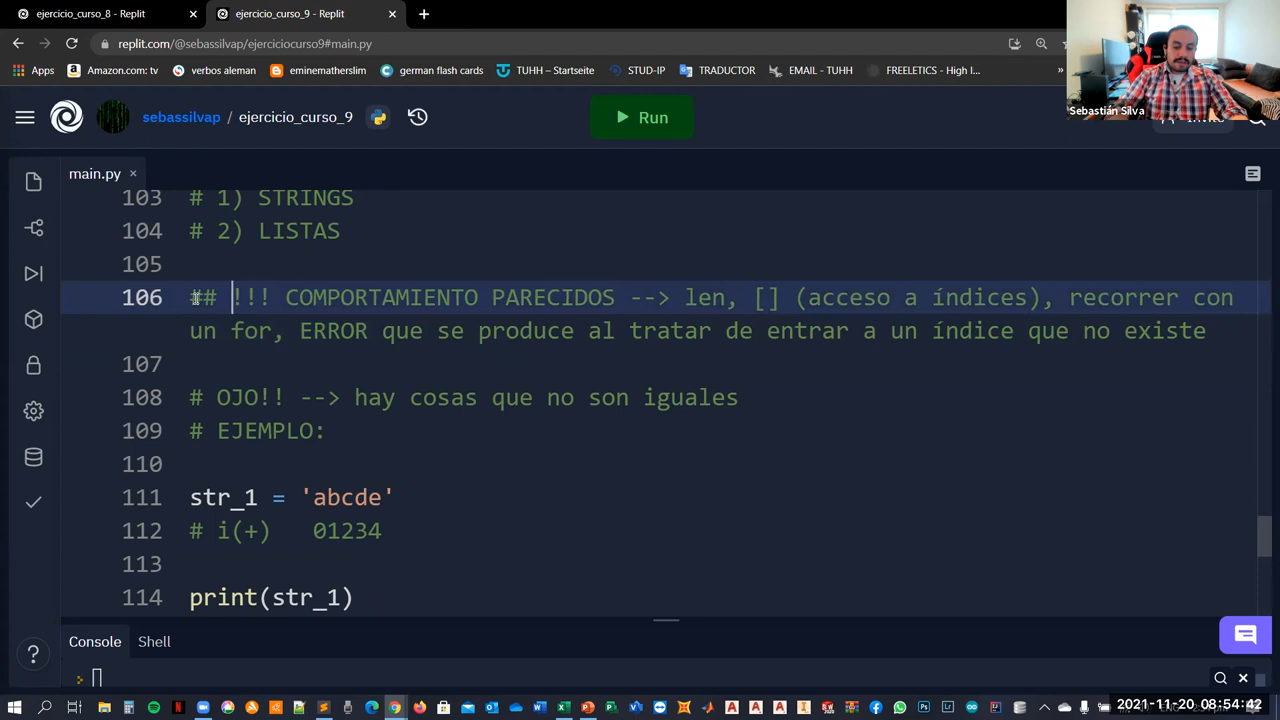 ejercicio_curso_8 - Replit
ejercicio_curso_9 - Replit
replit.com/@sebassilvap/ejerciciocurso9#main.py
Apps
Amazon.com: tv
verbos aleman
eminematherslim
german
TUHH – Startseite
STUD-IP
TRADUCTOR
EMAIL - TUHH
FREELETICS - High I...
»
Sebastián Silva
sebassilvap / ejercicio_curso_9
Run
main.py
103 # 1) STRINGS
104 # 2) LISTAS
105
106 ## !!! COMPORTAMIENTO PARECIDOS --> len, [] (acceso a índices), recorrer con
un for, ERROR que se produce al tratar de entrar a un índice que no existe
107
108 # OJO!! --> hay cosas que no son iguales
109 # EJEMPLO:
110
111 str_1 = 'abcde'
112 # i(+)   01234
113
114 print(str_1)
Console
Shell
2021-11-20 08:54:42